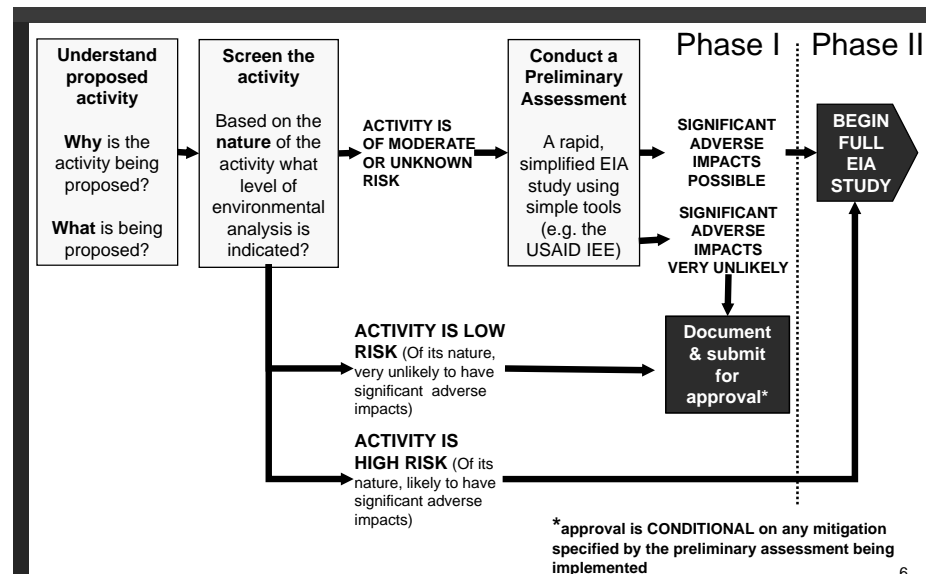 Phase I
Phase II
Understand
proposed
activity
Why is the
activity being
proposed?
What is being
proposed?
Screen the
activity
Based on the
nature of the
activity what
level of
environmental
analysis is
indicated?
ACTIVITY IS
OF MODERATE
OR UNKNOWN
RISK
Conduct a
Preliminary
Assessment
A rapid,
simplified EIA
study using
simple tools
(e.g. the
USAID IEE)
SIGNIFICANT
ADVERSE
IMPACTS
POSSIBLE
SIGNIFICANT
ADVERSE
IMPACTS
VERY UNLIKELY
BEGIN
FULL
EIA
STUDY
ACTIVITY IS LOW
RISK (Of its nature,
very unlikely to have
significant adverse
impacts)
Document
& submit
for
approval*
ACTIVITY IS
HIGH RISK (Of its
nature, likely to have
significant adverse
impacts)
*approval is CONDITIONAL on any mitigation
specified by the preliminary assessment being
implemented
6